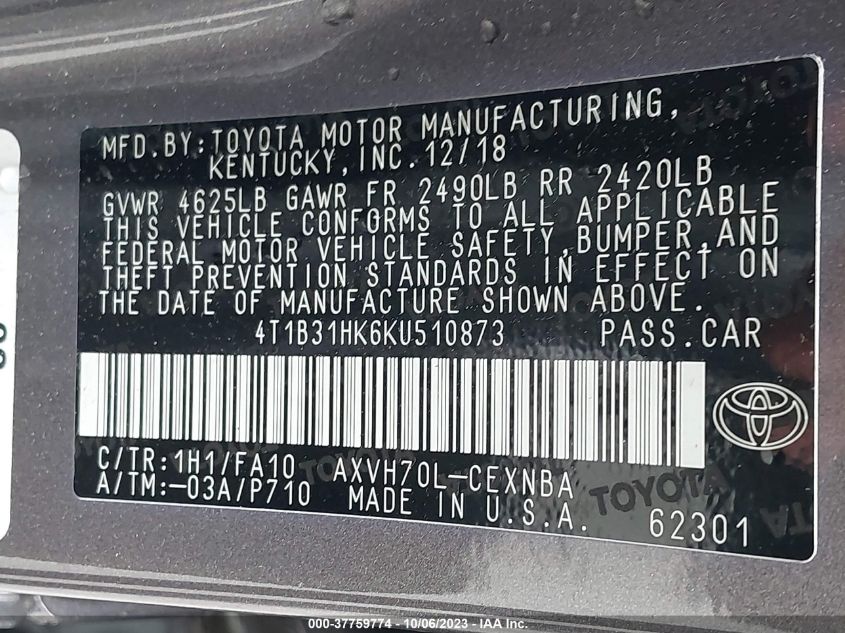 MFD.BY:TOYOTA MOTOR MANUFACTURING,
KENTUCKY,INC.12/18
GVWR 4625LB GAWR FR 2490LB RR 2420LB
THIS VEHICLE CONFORMS TO ALL APPLICABLE
FEDERAL MOTOR VEHICLE SAFETY,BUMPER,AND
THEFT PREVENTION STANDARDS IN EFFECT ON
THE DATE OF MANUFACTURE SHOWN ABOVE.
4T1B31HK6KU510873 PASS.CAR
C/TR:1H1/FA10 AXVH70L-CEXNBA
A/TM:-03A/P710 MADE IN U.S.A.
TOYOTA
62301
000-37759774 - 10/06/2023 - IAA Inc.